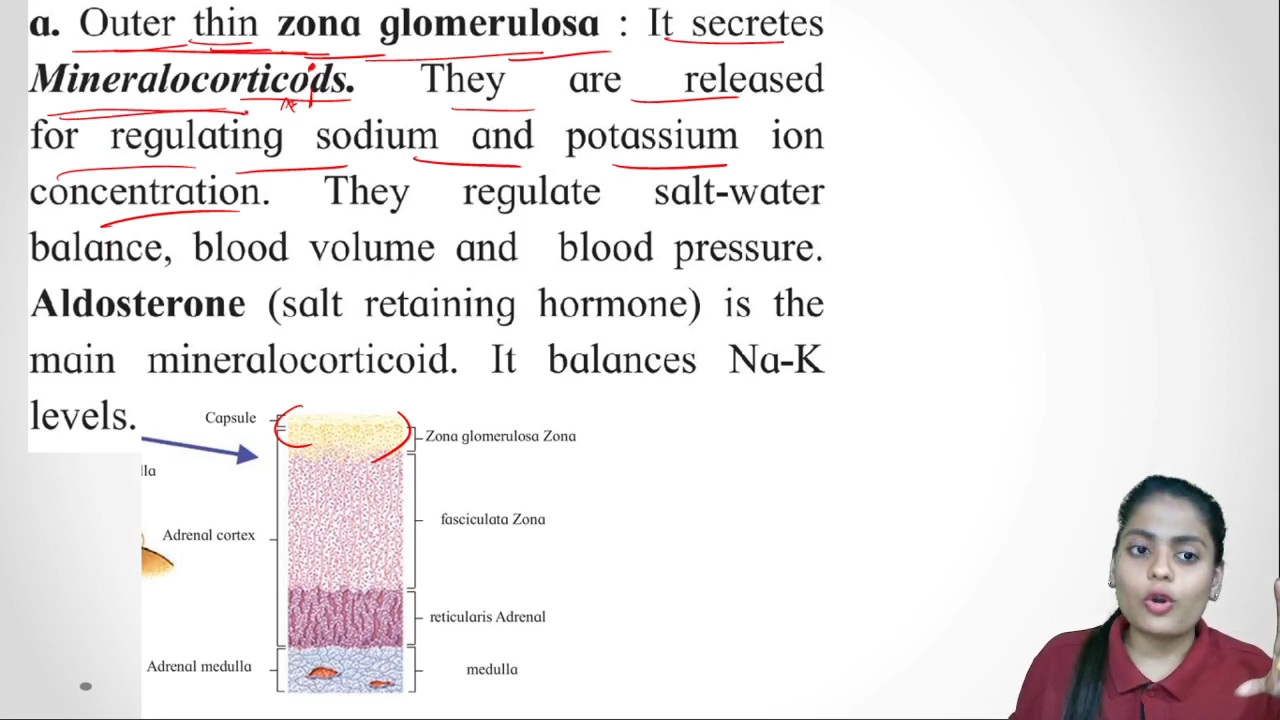 a. Outer thin zona glomerulosa : It secretes
Mineralocorticods. They are released
for regulating sodium and potassium ion
concentration. They regulate salt-water
balance, blood volume and blood pressure.
Aldosterone (salt retaining hormone) is the
main mineralocorticoid. It balances Na-K
levels.
Capsule
Zona glomerulosa Zona
lla
fasciculata Zona
Adrenal cortex
reticularis Adrenal
Adrenal medulla
medulla